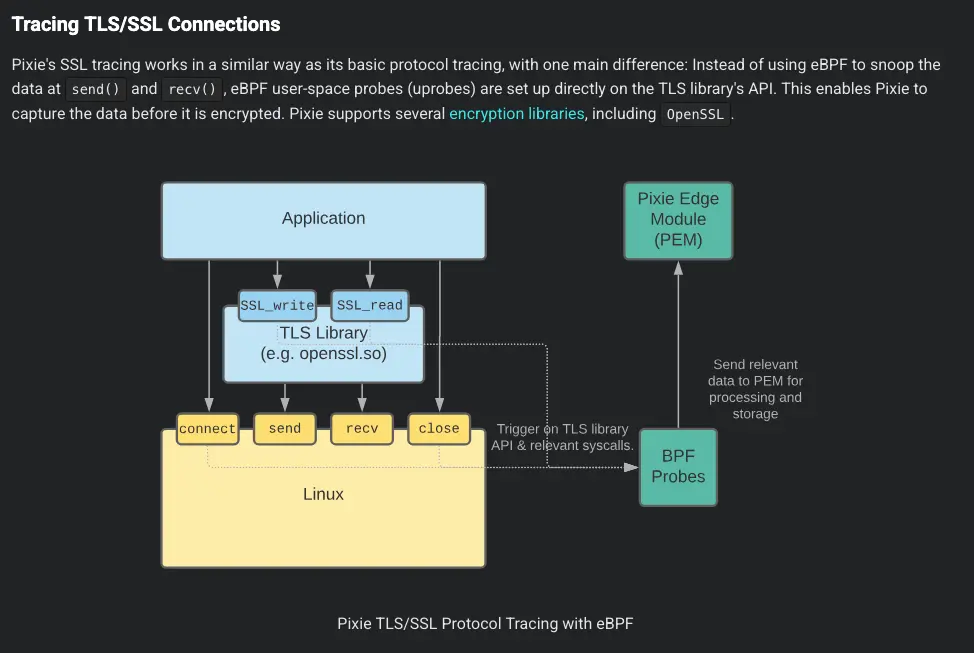 Tracing TLS/SSL Connections
Pixie's SSL tracing works in a similar way as its basic protocol tracing, with one main difference: Instead of using eBPF to snoop the
data at send() and recv(), eBPF user-space probes (uprobes) are set up directly on the TLS library's API. This enables Pixie to
capture the data before it is encrypted. Pixie supports several encryption libraries, including OpenSSL.
Application
Pixie Edge
Module
(PEM)
SSL_write
SSL_read
TLS Library
(e.g. openssl.so)
Send relevant
data to PEM for
processing and
storage
connect
send
recv
close
Trigger on TLS library
API & relevant syscalls.
BPF
Probes
Linux
Pixie TLS/SSL Protocol Tracing with eBPF